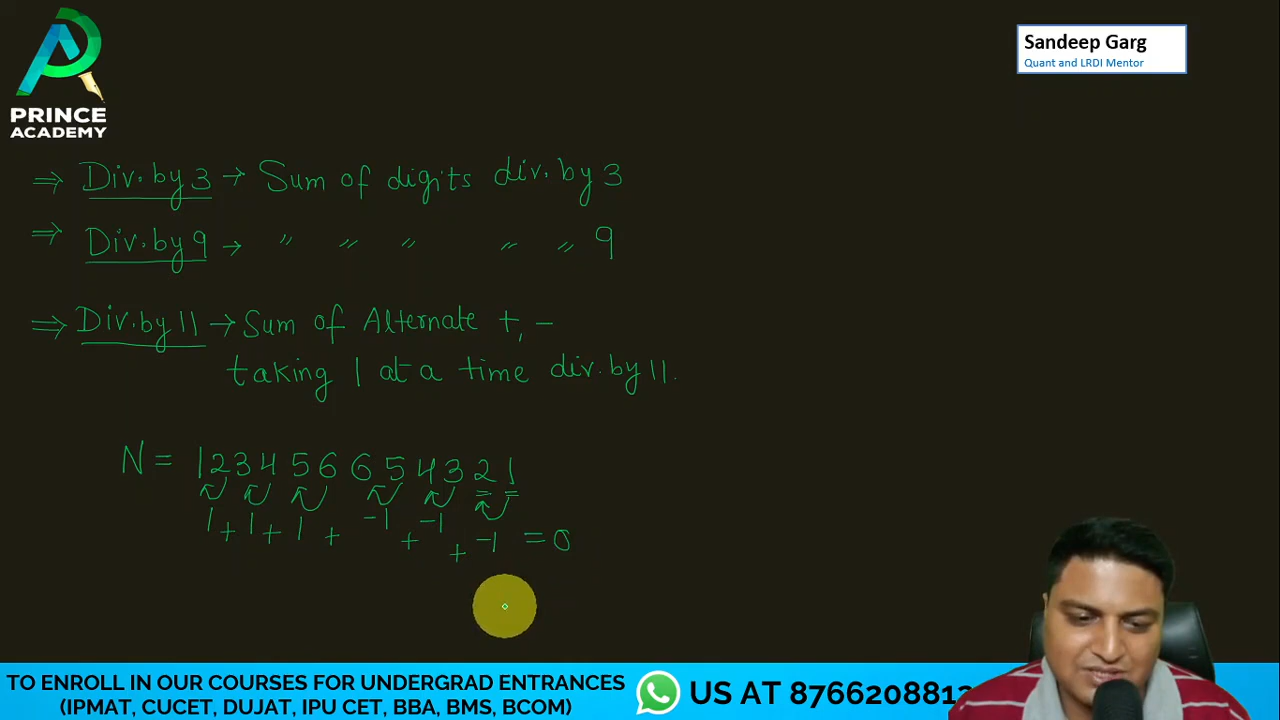 PRINCE
ACADEMY
Sandeep Garg
Quant and LRDI Mentor
⇒ Div. by 3 → Sum of digits div. by 3
⇒ Div. by 9 → " " " " " 9
⇒ Div. by 11 → Sum of Alternate +, -
taking 1 at a time div. by 11.
N = 123456654321
1 + 1 + 1 + -1 + -1 + -1 = 0
TO ENROLL IN OUR COURSES FOR UNDERGRAD ENTRANCES
(IPMAT, CUCET, DUJAT, IPU CET, BBA, BMS, BCOM)
US AT 876620881